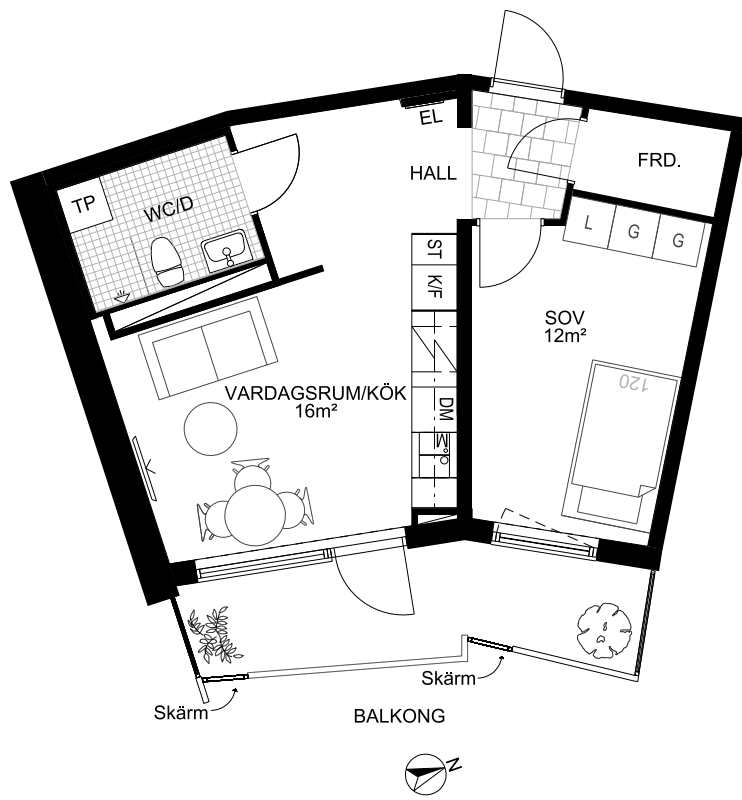 EL
HALL
FRD.
TP
WC/D
L
G
G
ST
K/F
SOV
12m²
120
VARDAGSRUM/KÖK
16m²
DM
M
Skärm
Skärm
BALKONG
N